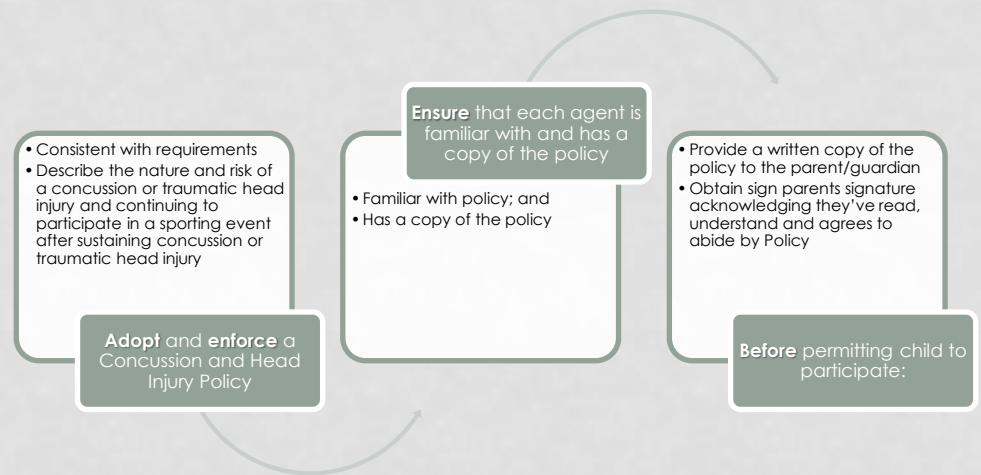 • Consistent with requirements
• Describe the nature and risk of
a concussion or traumatic head
injury and continuing to
participate in a sporting event
after sustaining concussion or
traumatic head injury
Adopt and enforce a
Concussion and Head
Injury Policy
Ensure that each agent is
familiar with and has a
copy of the policy
• Familiar with policy; and
• Has a copy of the policy
• Provide a written copy of the
policy to the parent/guardian
• Obtain sign parents signature
acknowledging they’ve read,
understand and agrees to
abide by Policy
Before permitting child to
participate: